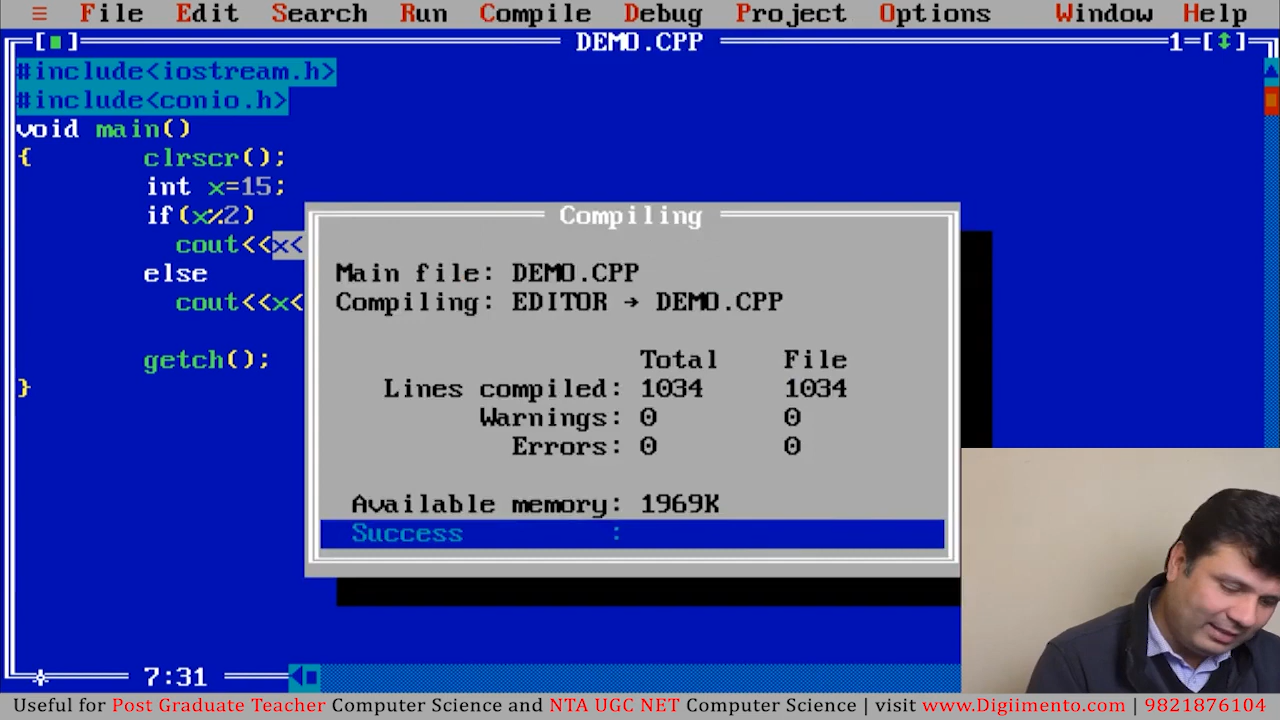 ≡ File Edit Search Run Compile Debug Project Options Window Help
[■] DEMO.CPP 1=[↕]
#include<iostream.h>
#include<conio.h>
void main()
{ clrscr();
int x=15;
if(x%2)
cout<<x<
else
cout<<x<
getch();
}
Compiling
Main file: DEMO.CPP
Compiling: EDITOR → DEMO.CPP
Total File
Lines compiled: 1034 1034
Warnings: 0 0
Errors: 0 0
Available memory: 1969K
Success :
7:31
Useful for Post Graduate Teacher Computer Science and NTA UGC NET Computer Science | visit www.Digiimento.com | 9821876104